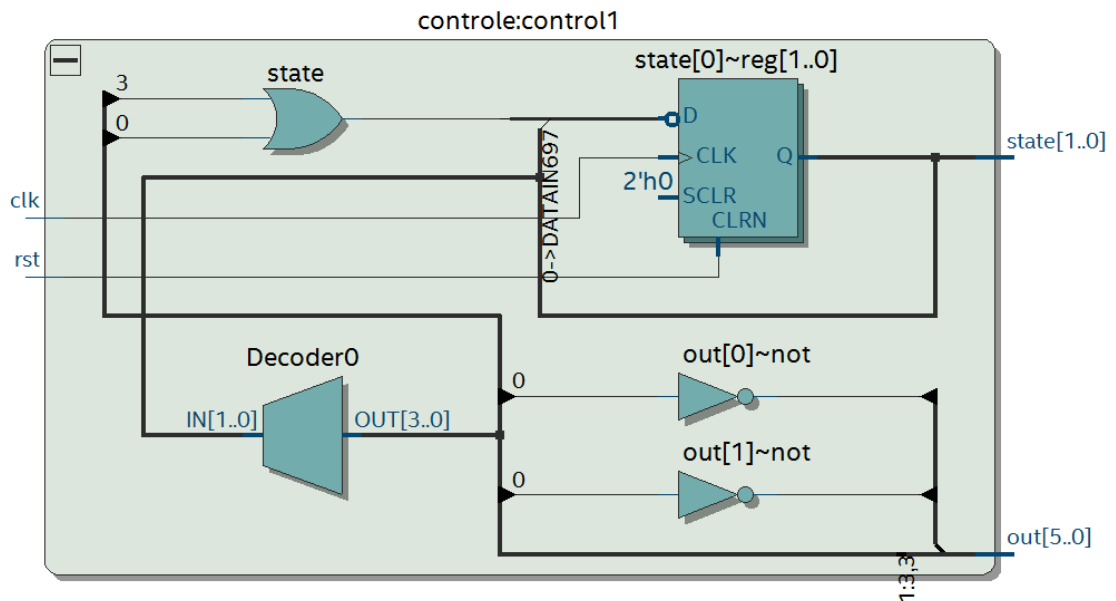 controle:control1
state
state[0]~reg[1..0]
3
0
D
CLK
Q
2'h0
SCLR
CLRN
state[1..0]
clk
rst
0->DATAIN697
Decoder0
IN[1..0]
OUT[3..0]
out[0]~not
0
out[1]~not
0
out[5..0]
1:3,3